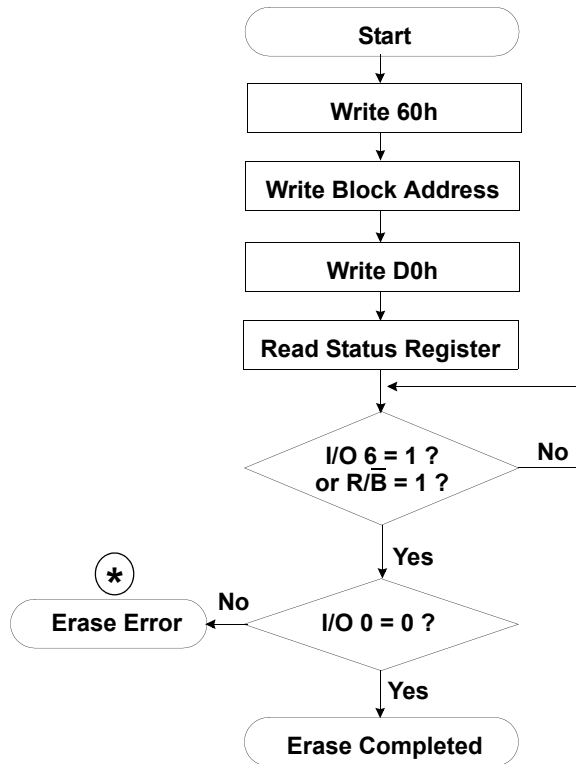 Start
Write 60h
Write Block Address
Write D0h
Read Status Register
I/O 6 = 1 ?
or R/B̅ = 1 ?
No
Yes
*
No
Erase Error
I/O 0 = 0 ?
Yes
Erase Completed